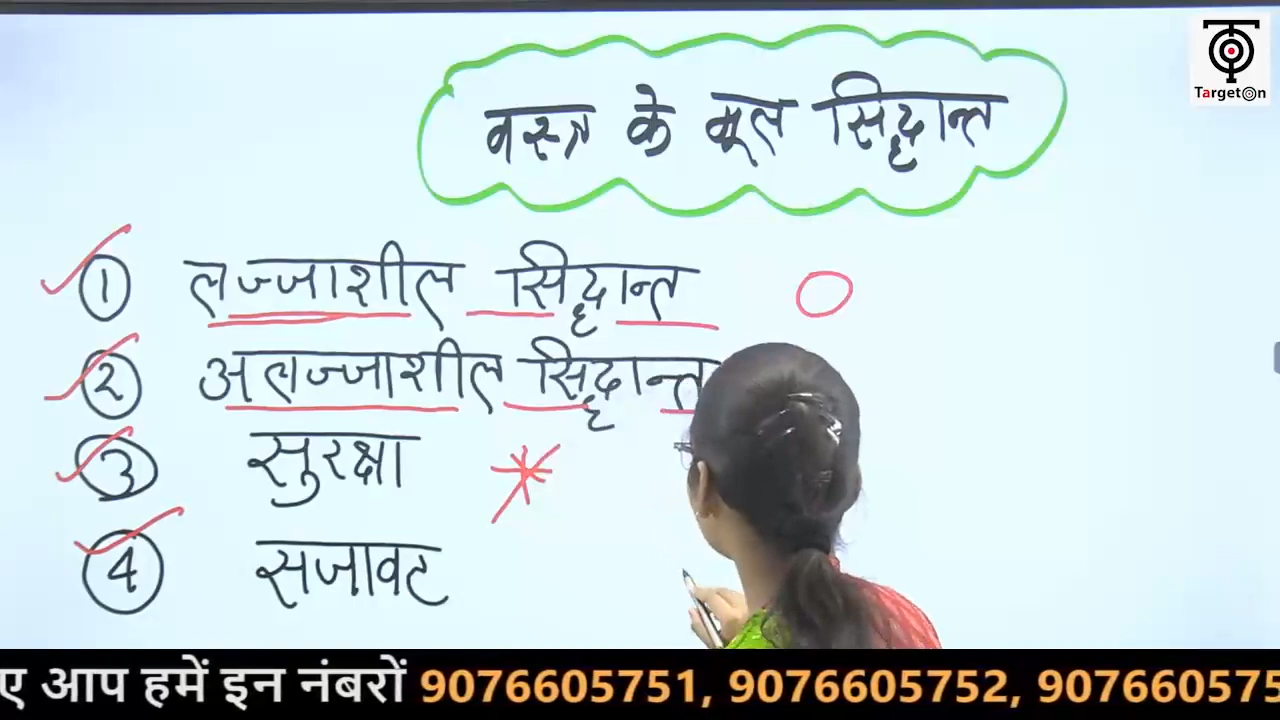 TargetOn
वस्त्र के मूल सिद्धान्त
① लज्जाशील सिद्धान्त
② अलज्जाशील सिद्धान्त
③ सुरक्षा
④ सजावट
ए आप हमें इन नंबरों 9076605751, 9076605752, 907660575